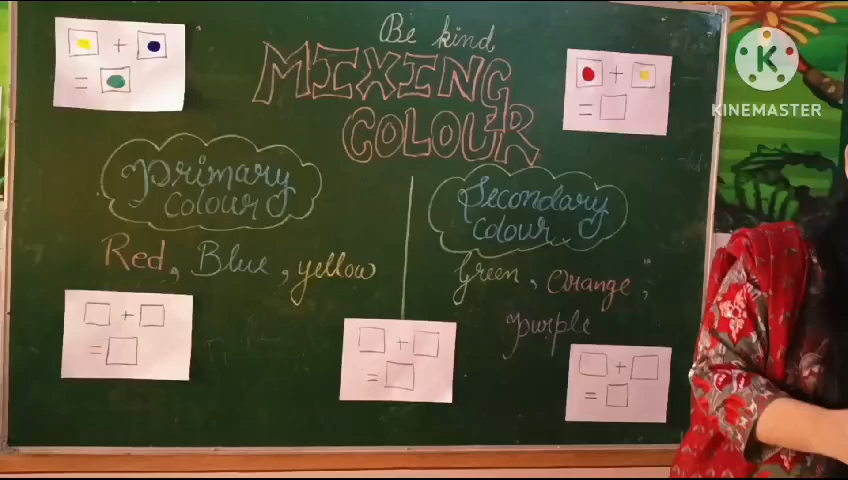 Be kind
MIXING
COLOUR
+
=
+
=
K
KINEMASTER
Primary
colour
Secondary
colour
Red, Blue, yellow
Green, Orange,
purple
+
=
+
=
+
=